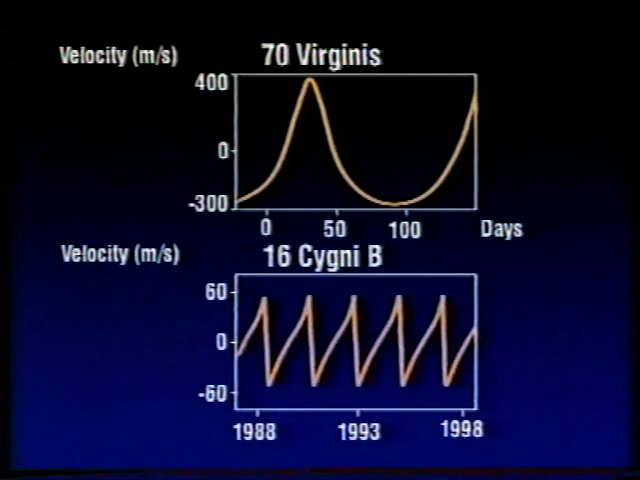 Velocity (m/s) 70 Virginis
400
0
-300
0 50 100 Days
Velocity (m/s) 16 Cygni B
60
0
-60
1988 1993 1998